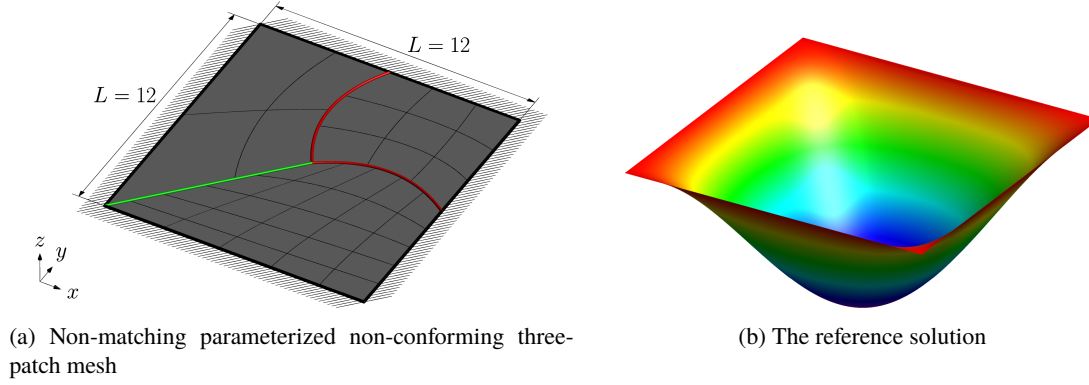 L = 12
L = 12
z
y
x
(a) Non-matching parameterized non-conforming three-
patch mesh
(b) The reference solution